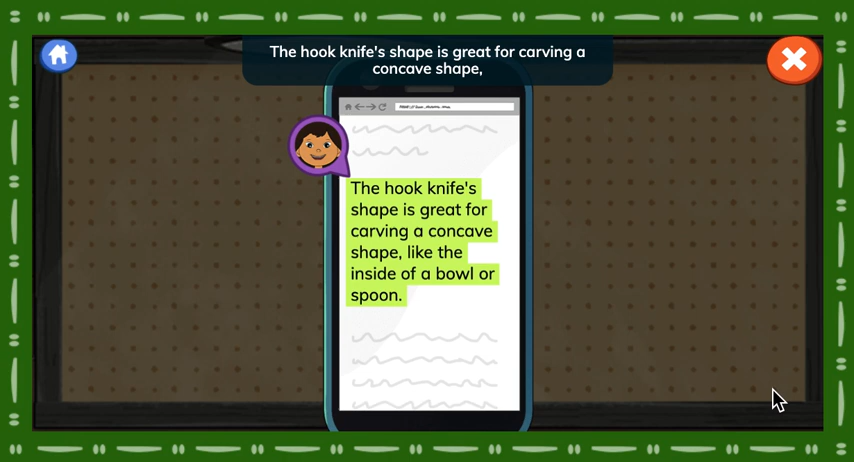 The hook knife's shape is great for carving a
concave shape,
The hook knife's
shape is great for
carving a concave
shape, like the
inside of a bowl or
spoon.